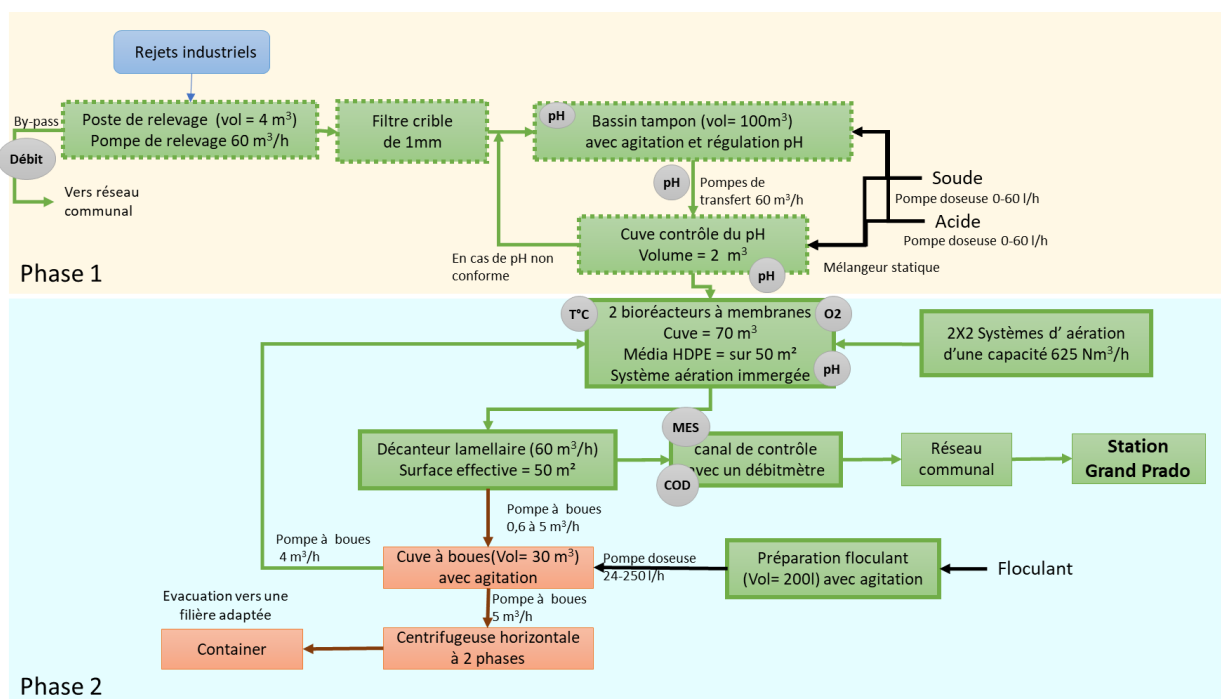 Rejets industriels
By-pass
Débit
Vers réseau
communal
Poste de relevage (vol = 4 m³)
Pompe de relevage 60 m³/h
Filtre crible
de 1mm
pH
Bassin tampon (vol= 100m³)
avec agitation et régulation pH
pH
Pompes de
transfert 60 m³/h
Soude
Pompe doseuse 0-60 l/h
Acide
Pompe doseuse 0-60 l/h
Cuve contrôle du pH
Volume = 2 m³
pH
En cas de pH non
conforme
Mélangeur statique
Phase 1
T°C
2 bioréacteurs à membranes
Cuve = 70 m³
Média HDPE = sur 50 m²
Système aération immergée
O2
pH
2X2 Systèmes d’ aération
d’une capacité 625 Nm³/h
Décanteur lamellaire (60 m³/h)
Surface effective = 50 m²
MES
canal de contrôle
avec un débitmètre
COD
Réseau
communal
Station
Grand Prado
Pompe à boues
0,6 à 5 m³/h
Pompe à boues
4 m³/h
Cuve à boues(Vol= 30 m³)
avec agitation
Pompe doseuse
24-250 l/h
Préparation floculant
(Vol= 200l) avec agitation
Floculant
Pompe à boues
5 m³/h
Evacuation vers une
filière adaptée
Container
Centrifugeuse horizontale
à 2 phases
Phase 2